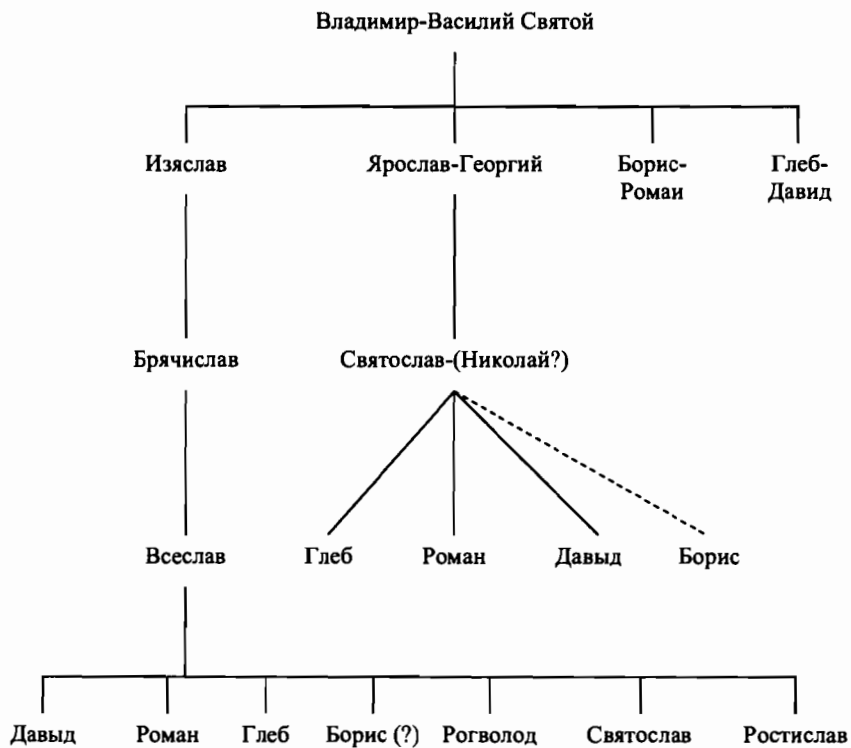 Владимир-Василий Святой
Изяслав Ярослав-Георгий Борис- Глеб-
Ромаи Давид
Брячислав Святослав-(Николай?)
Всеслав Глеб Роман Давыд Борис
Давыд Роман Глеб Борис (?) Рогволод Святослав Ростислав